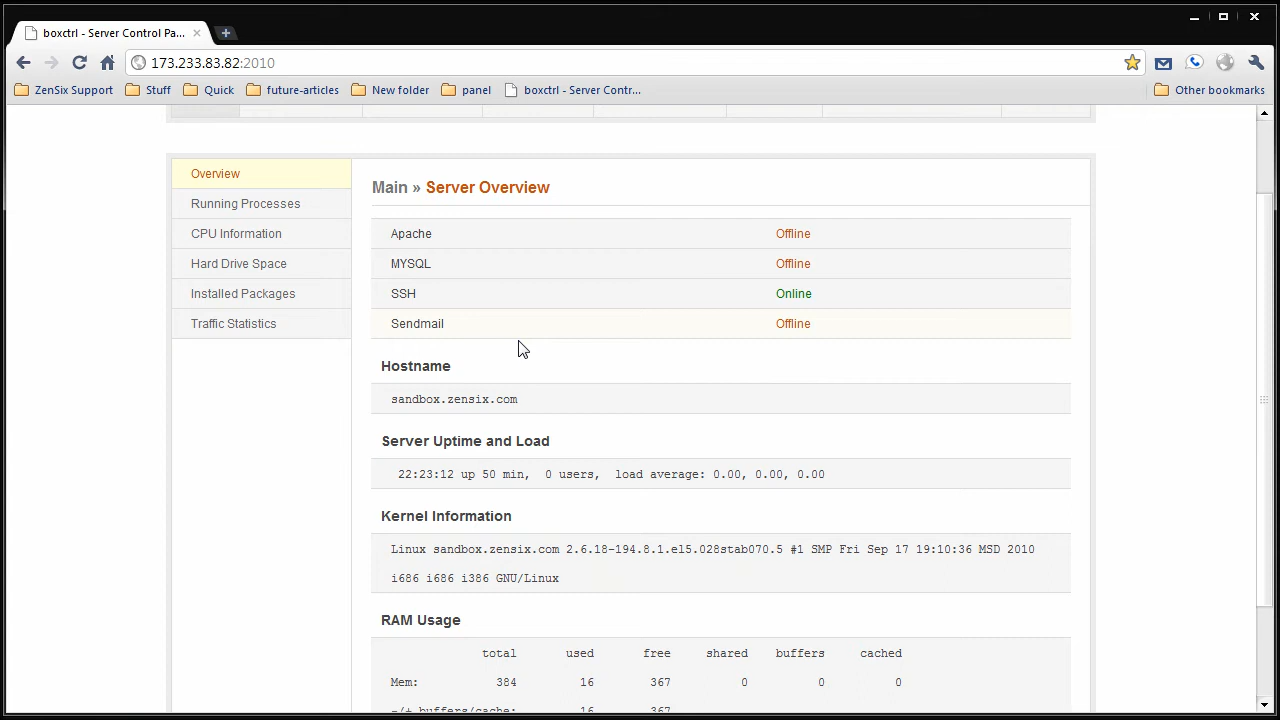 boxctrl - Server Control Pa...
173.233.83.82:2010
ZenSix Support Stuff Quick future-articles New folder panel boxctrl - Server Contr... Other bookmarks
Overview
Running Processes
CPU Information
Hard Drive Space
Installed Packages
Traffic Statistics
Main » Server Overview
Apache Offline
MYSQL Offline
SSH Online
Sendmail Offline
Hostname
sandbox.zensix.com
Server Uptime and Load
22:23:12 up 50 min, 0 users, load average: 0.00, 0.00, 0.00
Kernel Information
Linux sandbox.zensix.com 2.6.18-194.8.1.el5.028stab070.5 #1 SMP Fri Sep 17 19:10:36 MSD 2010
i686 i686 i386 GNU/Linux
RAM Usage
total used free shared buffers cached
Mem: 384 16 367 0 0 0
-/+ buffers/cache: 16 367